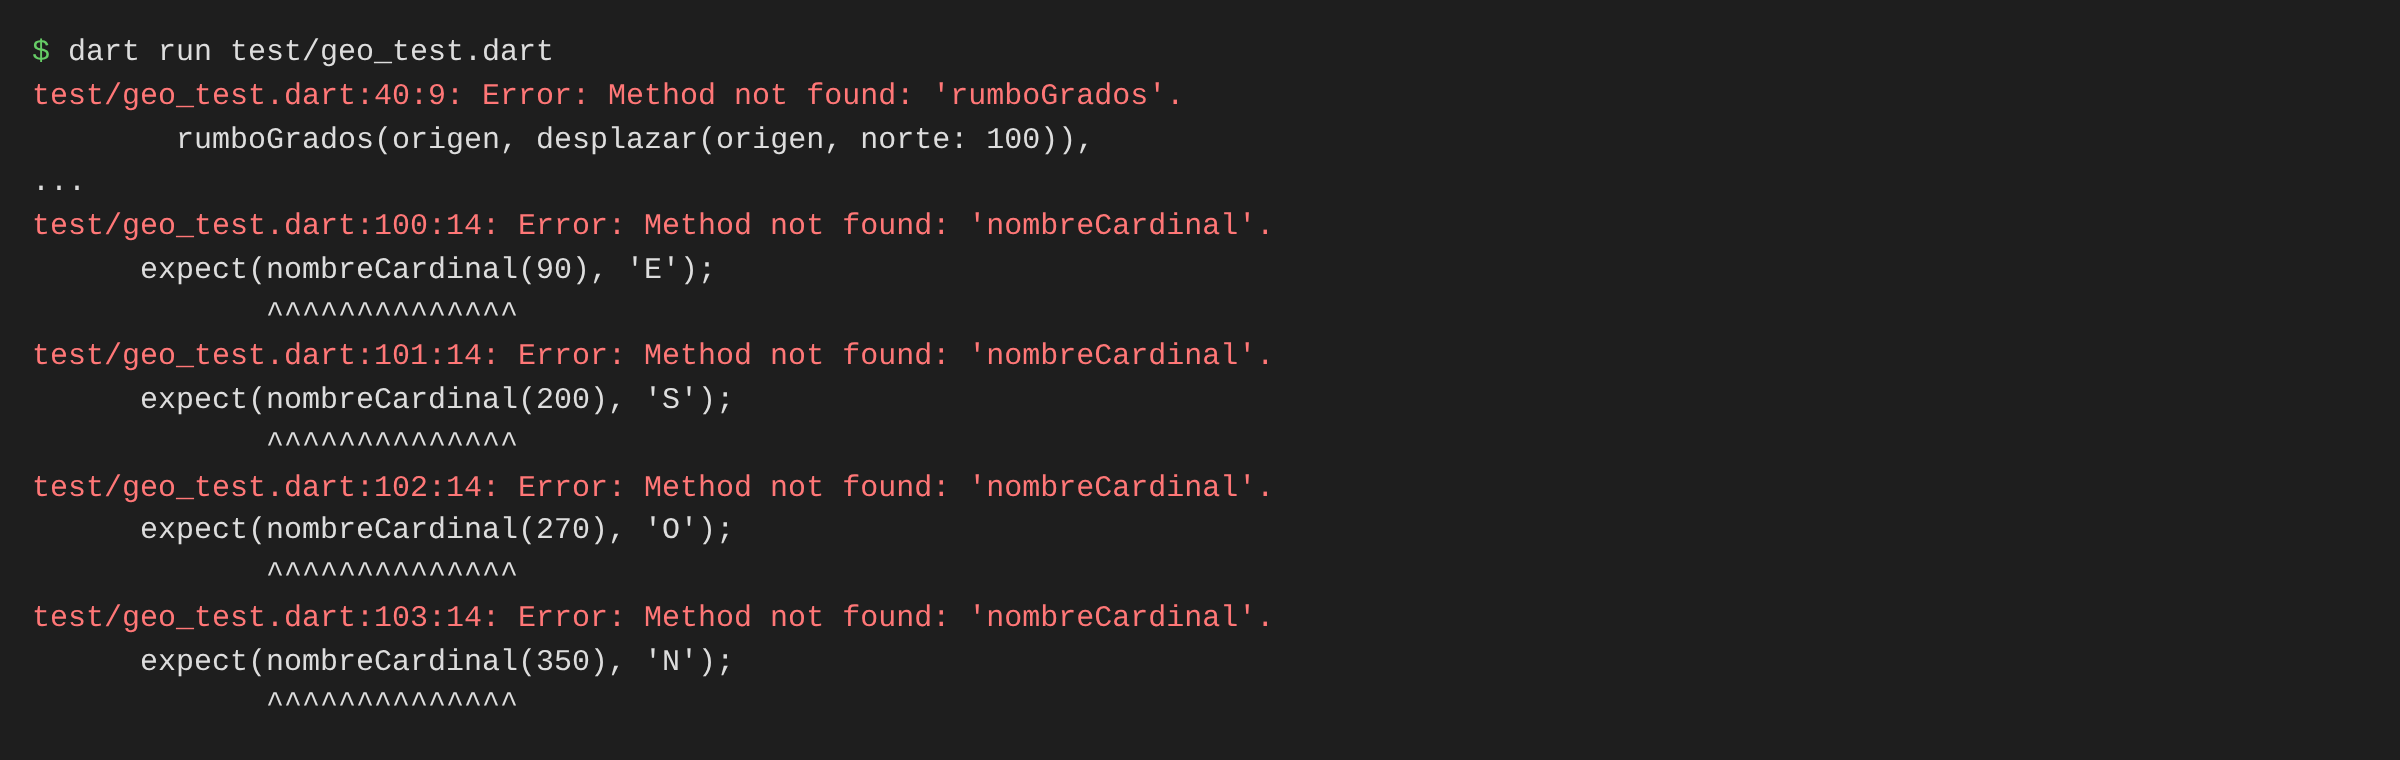 $ dart run test/geo_test.dart
test/geo_test.dart:40:9: Error: Method not found: 'rumboGrados'.
        rumboGrados(origen, desplazar(origen, norte: 100)),
...
test/geo_test.dart:100:14: Error: Method not found: 'nombreCardinal'.
      expect(nombreCardinal(90), 'E');
             ^^^^^^^^^^^^^^
test/geo_test.dart:101:14: Error: Method not found: 'nombreCardinal'.
      expect(nombreCardinal(200), 'S');
             ^^^^^^^^^^^^^^
test/geo_test.dart:102:14: Error: Method not found: 'nombreCardinal'.
      expect(nombreCardinal(270), 'O');
             ^^^^^^^^^^^^^^
test/geo_test.dart:103:14: Error: Method not found: 'nombreCardinal'.
      expect(nombreCardinal(350), 'N');
             ^^^^^^^^^^^^^^